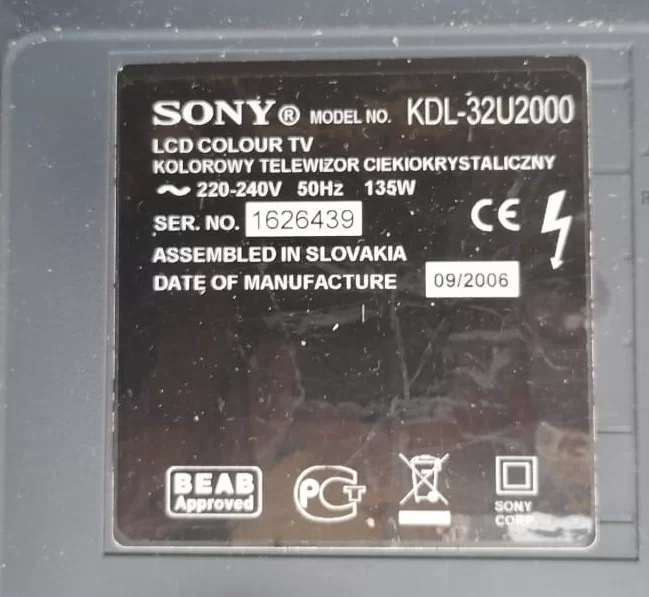 SONY® MODEL NO. KDL-32U2000
LCD COLOUR TV
KOLOROWY TELEWIZOR CIEKIOKRYSTALICZNY
~ 220-240V 50Hz 135W
SER. NO. 1626439
CE
ASSEMBLED IN SLOVAKIA
DATE OF MANUFACTURE 09/2006
BEAB
Approved
PCT
SONY
CORP.